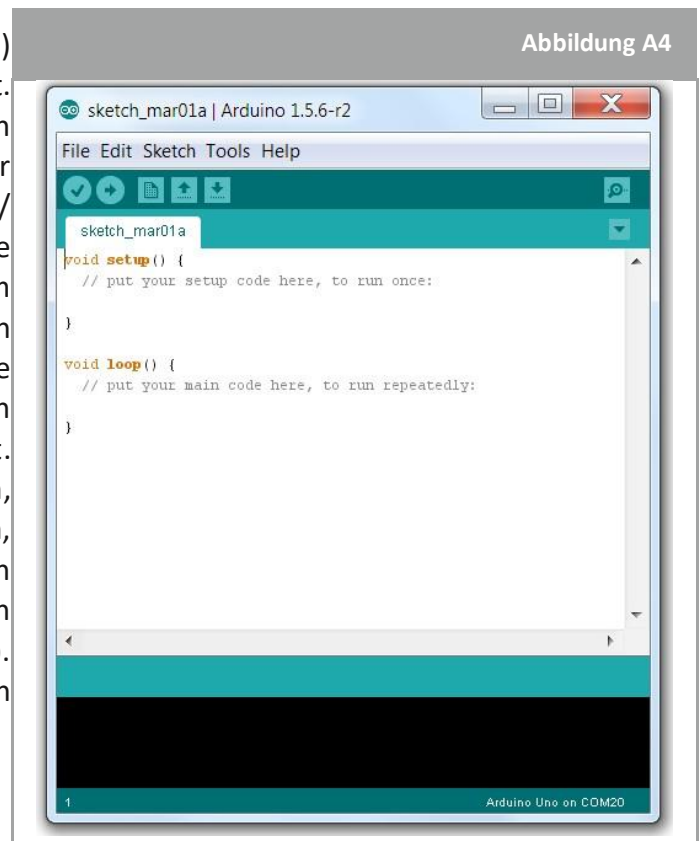 Abbildung A4
sketch_mar01a | Arduino 1.5.6-r2
File Edit Sketch Tools Help
sketch_mar01a
void setup() {
// put your setup code here, to run once:
}
void loop() {
// put your main code here, to run repeatedly:
}
1
Arduino Uno on COM20